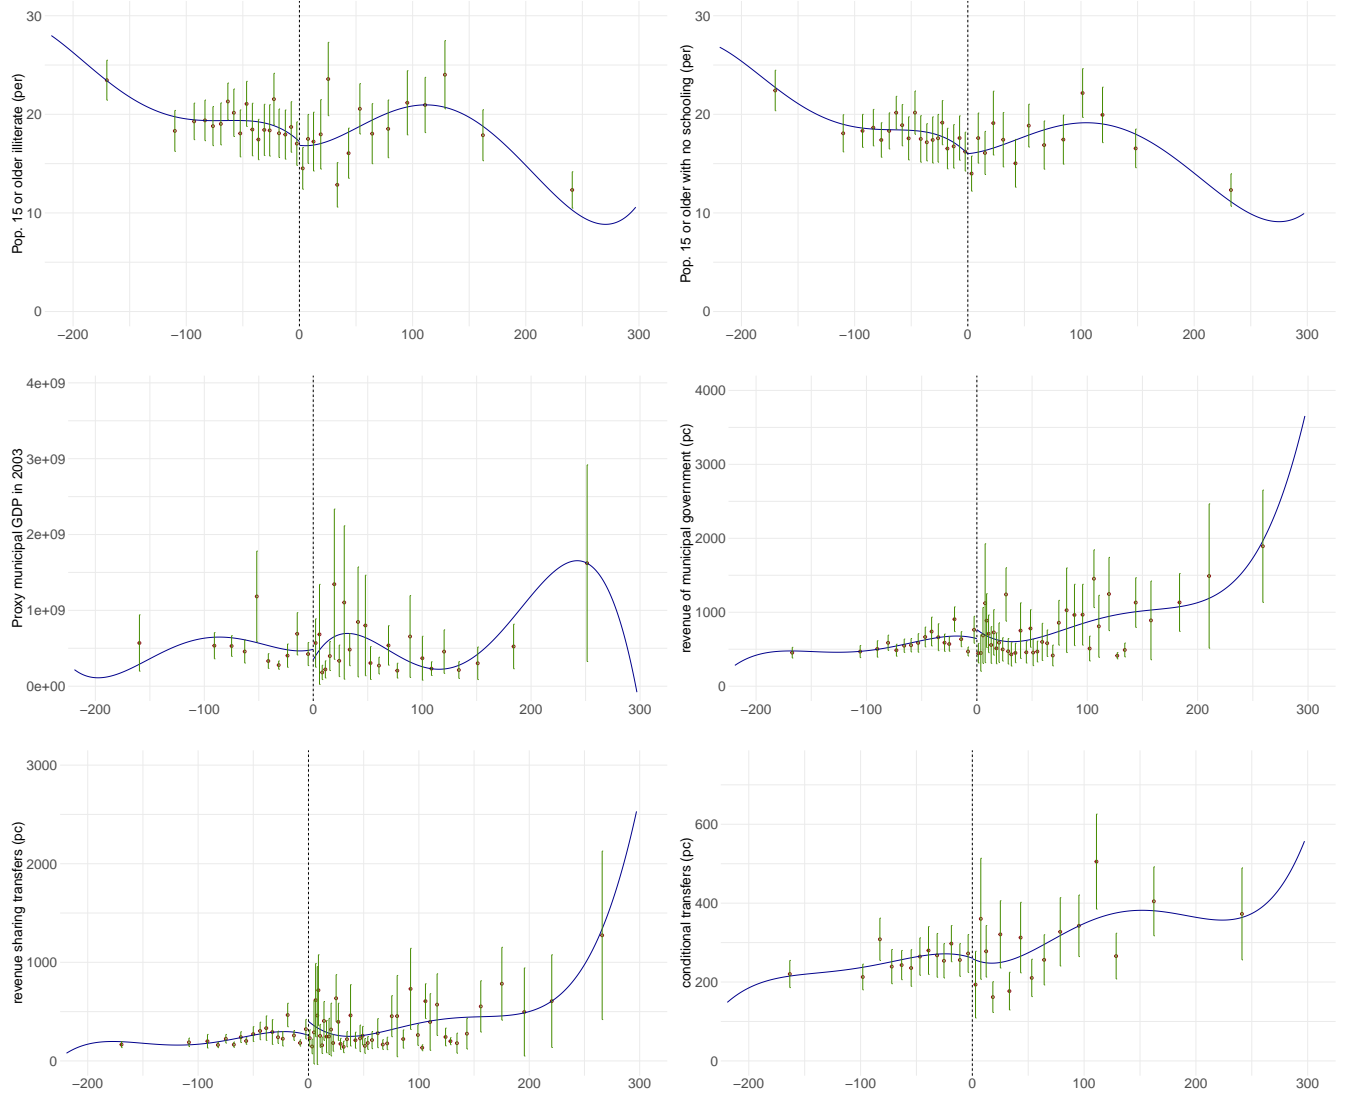 Pop. 15 or older illiterate (per)
30
20
10
0
−200 −100 0 100 200 300
Pop. 15 or older with no schooling (per)
30
20
10
0
−200 −100 0 100 200 300
Proxy municipal GDP in 2003
4e+09
3e+09
2e+09
1e+09
0e+00
−200 −100 0 100 200 300
revenue of municipal government (pc)
4000
3000
2000
1000
0
−200 −100 0 100 200 300
revenue sharing transfers (pc)
3000
2000
1000
0
−200 −100 0 100 200 300
conditional transfers (pc)
600
400
200
0
−200 −100 0 100 200 300